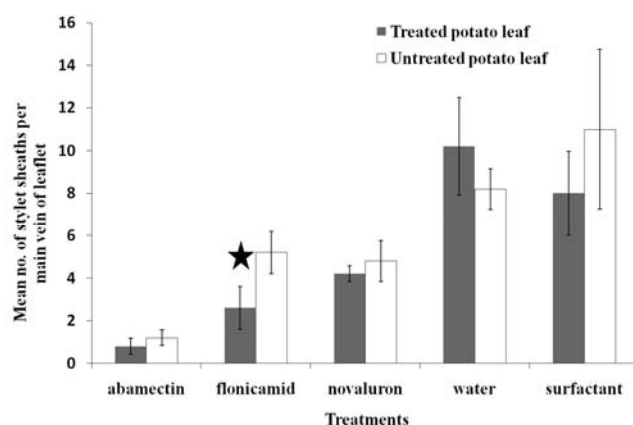 16
14
12
10
8
6
4
2
0
Mean no. of stylet sheaths per
main vein of leaflet
Treated potato leaf
Untreated potato leaf
abamectin flonicamid novaluron water surfactant
Treatments